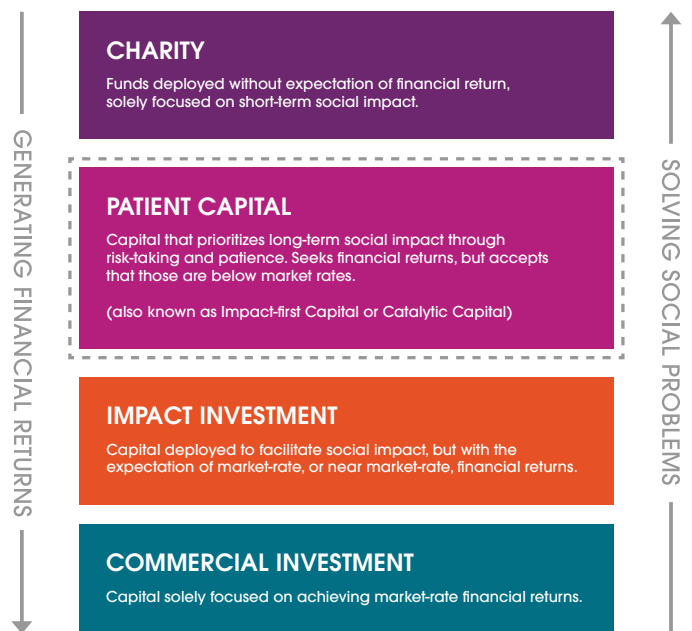 GENERATING FINANCIAL RETURNS
CHARITY
Funds deployed without expectation of financial return,
solely focused on short-term social impact.
PATIENT CAPITAL
Capital that prioritizes long-term social impact through
risk-taking and patience. Seeks financial returns, but accepts
that those are below market rates.
(also known as Impact-first Capital or Catalytic Capital)
IMPACT INVESTMENT
Capital deployed to facilitate social impact, but with the
expectation of market-rate, or near market-rate, financial returns.
COMMERCIAL INVESTMENT
Capital solely focused on achieving market-rate financial returns.
SOLVING SOCIAL PROBLEMS